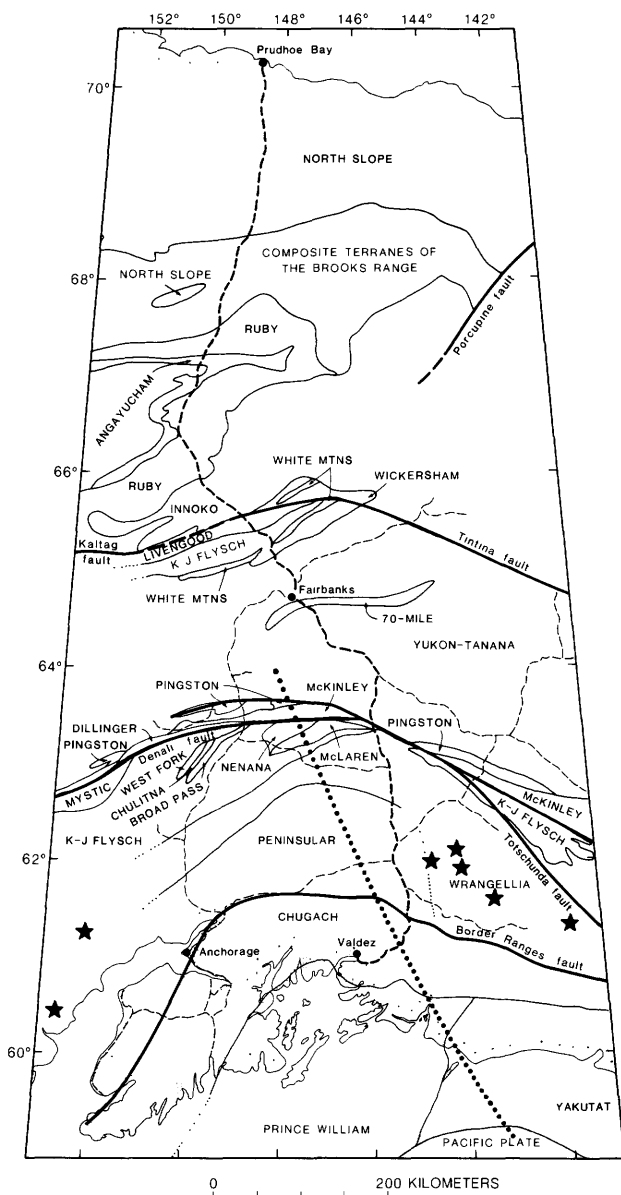 152° 150° 148° 146° 144° 142°
Prudhoe Bay
70°
NORTH SLOPE
COMPOSITE TERRANES OF
THE BROOKS RANGE
68°
NORTH SLOPE
Porcupine fault
RUBY
ANGAYUCHAM
66°
WHITE MTNS
WICKERSHAM
RUBY
INNOKO
Kaltag
fault
LIVENGOOD
K J FLYSCH
Tintina fault
WHITE MTNS
Fairbanks
70-MILE
YUKON-TANANA
64°
PINGSTON
McKINLEY
PINGSTON
DILLINGER
PINGSTON
Denali fault
MYSTIC
WEST FORK
CHULITNA
BROAD PASS
NENANA
McLAREN
McKINLEY
K-J FLYSCH
Totschunda fault
K-J FLYSCH
PENINSULAR
62°
WRANGELLIA
CHUGACH
Border Ranges fault
Anchorage
Valdez
60°
YAKUTAT
PRINCE WILLIAM
PACIFIC PLATE
0 200 KILOMETERS